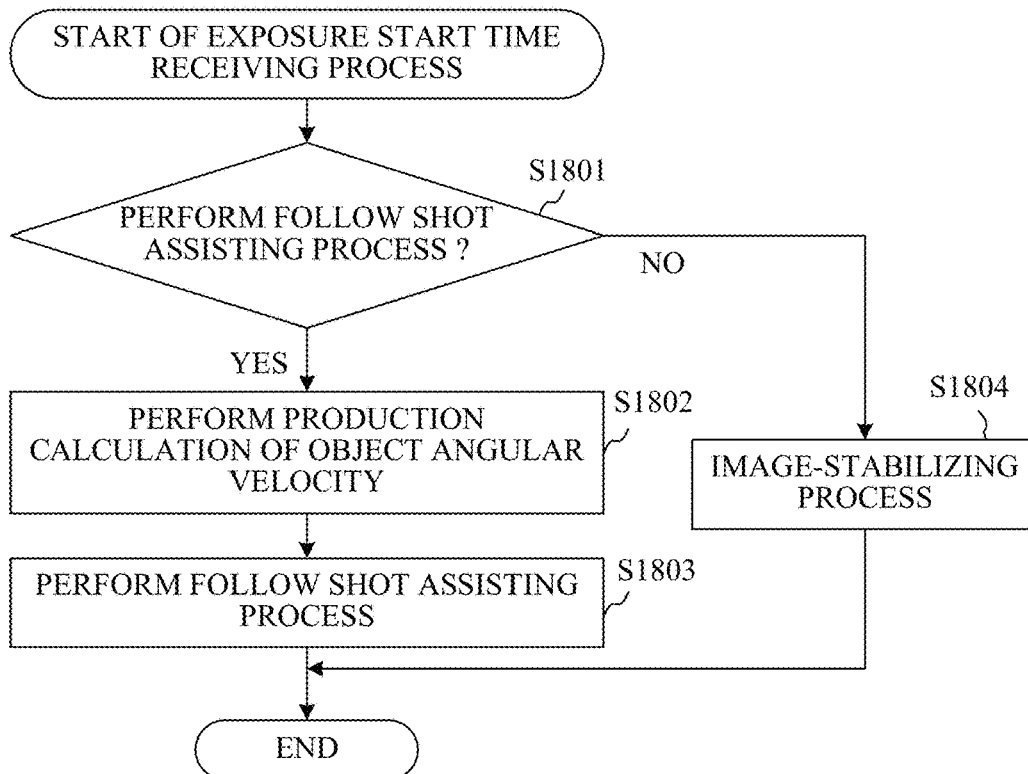 START OF EXPOSURE START TIME
RECEIVING PROCESS
S1801
PERFORM FOLLOW SHOT
ASSISTING PROCESS ?
NO
YES
S1802
PERFORM PRODUCTION
CALCULATION OF OBJECT ANGULAR
VELOCITY
S1804
IMAGE-STABILIZING
PROCESS
S1803
PERFORM FOLLOW SHOT ASSISTING
PROCESS
END